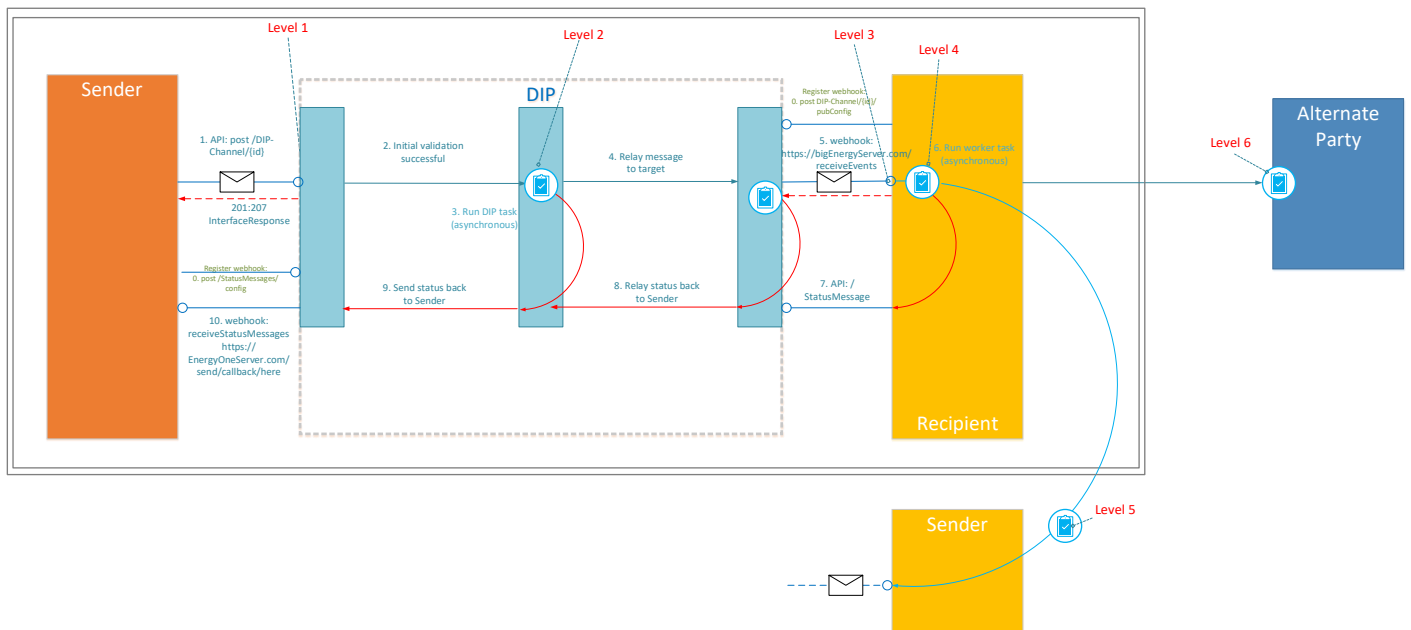 Level 1
Level 2
Level 3
Level 4
Sender
DIP
Register webhook:
0. post DIP-Channel/{id}/
pubConfig
Alternate
Party
1. API: post /DIP-
Channel/{id}
2. Initial validation
successful
4. Relay message
to target
5. webhook:
https://bigEnergyServer.com/
receiveEvents
6. Run worker task
(asynchronous)
Level 6
201:207
InterfaceResponse
3. Run DIP task
(asynchronous)
Register webhook:
0. post /StatusMessages/
config
9. Send status back
to Sender
8. Relay status back
to Sender
7. API: /
StatusMessage
10. webhook:
receiveStatusMessages
https://
EnergyOneServer.com/
send/callback/here
Recipient
Level 5
Sender